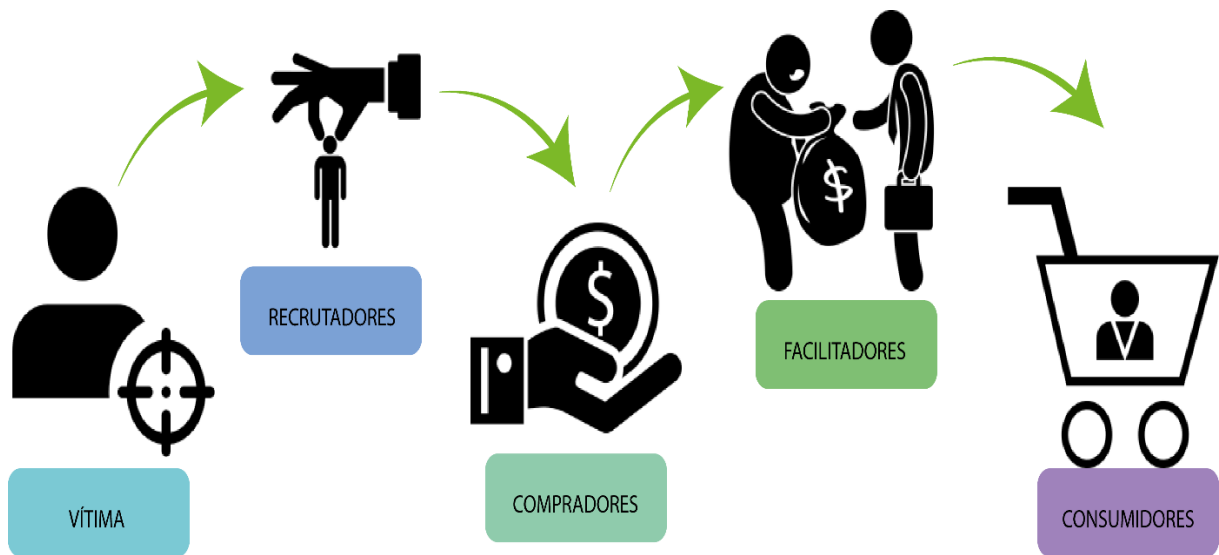 VÍTIMA
RECRUTADORES
COMPRADORES
FACILITADORES
CONSUMIDORES
$
$